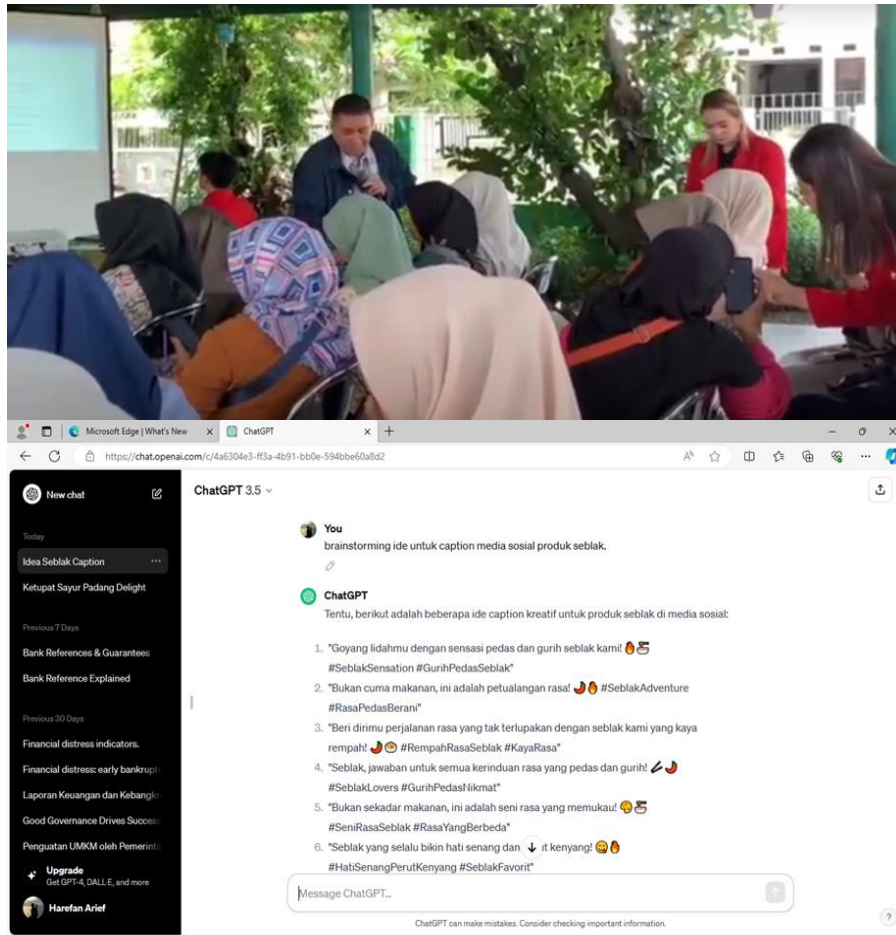 Microsoft Edge | What's New
ChatGPT
https://chat.openai.com/c/4a6304e3-ff3a-4b91-bb0e-594bbe60a8d2
New chat
ChatGPT 3.5
Today
Idea Seblak Caption
Ketupat Sayur Padang Delight
Previous 7 Days
Bank References & Guarantees
Bank Reference Explained
Previous 30 Days
Financial distress indicators.
Financial distress: early bankrupt
Laporan Keuangan dan Kebangk
Good Governance Drives Succes
Penguatan UMKM oleh Pemerint
Upgrade
Get GPT-4, DALL·E, and more
Harefan Arief
You
brainstorming ide untuk caption media sosial produk seblak.
ChatGPT
Tentu, berikut adalah beberapa ide caption kreatif untuk produk seblak di media sosial:
1. "Goyang lidahmu dengan sensasi pedas dan gurih seblak kami! 🔥🍜
#SeblakSensation #GurihPedasSeblak"
2. "Bukan cuma makanan, ini adalah petualangan rasa! 🌶️🔥 #SeblakAdventure
#RasaPedasBerani"
3. "Beri dirimu perjalanan rasa yang tak terlupakan dengan seblak kami yang kaya
rempah! 🌶️🍲 #RempahRasaSeblak #KayaRasa"
4. "Seblak, jawaban untuk semua kerinduan rasa yang pedas dan gurih! 🥢🌶️
#SeblakLovers #GurihPedasNikmat"
5. "Bukan sekadar makanan, ini adalah seni rasa yang memukau! 🎨🍜
#SeniRasaSeblak #RasaYangBerbeda"
6. "Seblak yang selalu bikin hati senang dan t kenyang! 😋🔥
#HatiSenangPerutKenyang #SeblakFavorit"
Message ChatGPT...
ChatGPT can make mistakes. Consider checking important information.
?